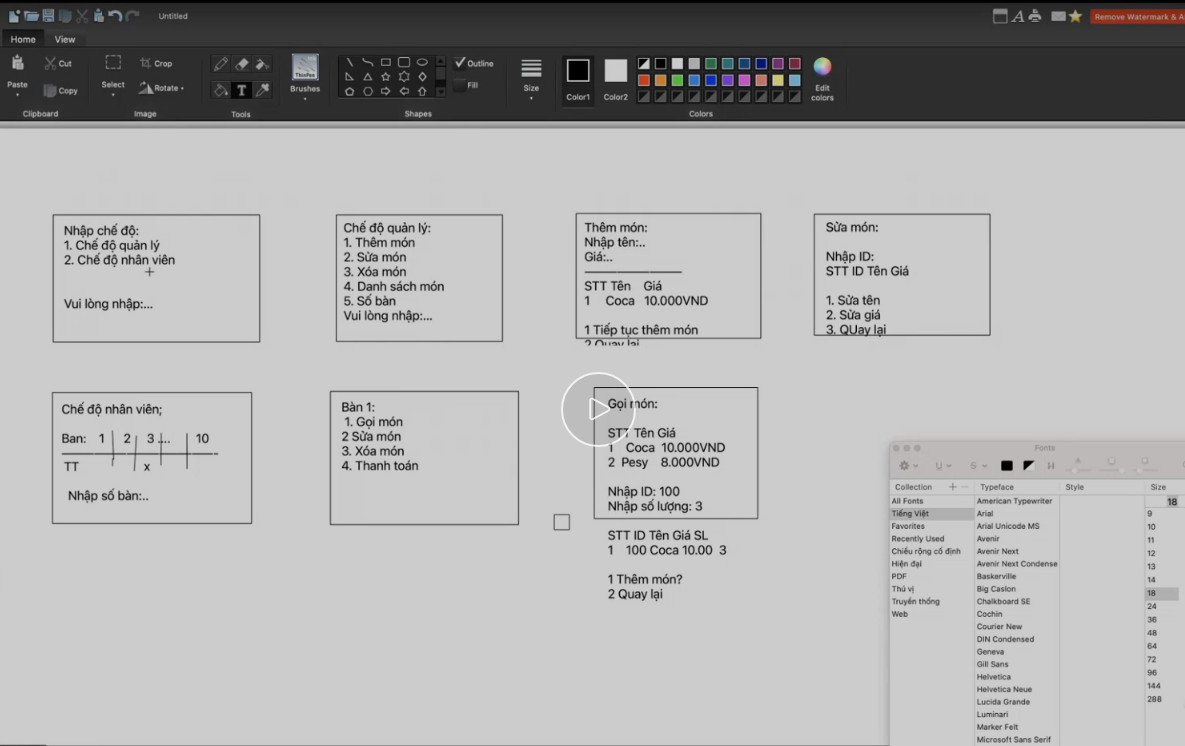 Untitled
Remove Watermark & A
Home View
Paste
Cut
Copy
Clipboard
Select
Crop
Rotate
Image
Tools
ThinPen
Brushes
Outline
Fill
Shapes
Size
Color1
Color2
Edit colors
Colors
Nhập chế độ:
1. Chế độ quản lý
2. Chế độ nhân viên
Vui lòng nhập:...
Chế độ quản lý:
1. Thêm món
2. Sửa món
3. Xóa món
4. Danh sách món
5. Số bàn
Vui lòng nhập:...
Thêm món:
Nhập tên:..
Giá:..
STT Tên Giá
1 Coca 10.000VND
1 Tiếp tục thêm món
2 Quay lại
Sửa món:
Nhập ID:
STT ID Tên Giá
1. Sửa tên
2. Sửa giá
3. QUay lại
Chế độ nhân viên;
Ban: 1 2 3 ... 10
TT x
Nhập số bàn:..
Bàn 1:
1. Gọi món
2 Sửa món
3. Xóa món
4. Thanh toán
Gọi món:
STT Tên Giá
1 Coca 10.000VND
2 Pesy 8.000VND
Nhập ID: 100
Nhập số lượng: 3
STT ID Tên Giá SL
1 100 Coca 10.00 3
1 Thêm món?
2 Quay lại
Fonts
Collection
All Fonts
Tiếng Việt
Favorites
Recently Used
Chiều rộng cố định
Hiện đại
PDF
Thú vị
Truyền thống
Web
Typeface
American Typewriter
Arial
Arial Unicode MS
Avenir
Avenir Next
Avenir Next Condense
Baskerville
Big Caslon
Chalkboard SE
Cochin
Courier New
DIN Condensed
Geneva
Gill Sans
Helvetica
Helvetica Neue
Lucida Grande
Luminari
Marker Felt
Microsoft Sans Serif
Style
Size
18
9
10
11
12
13
14
18
24
36
48
64
72
96
144
288